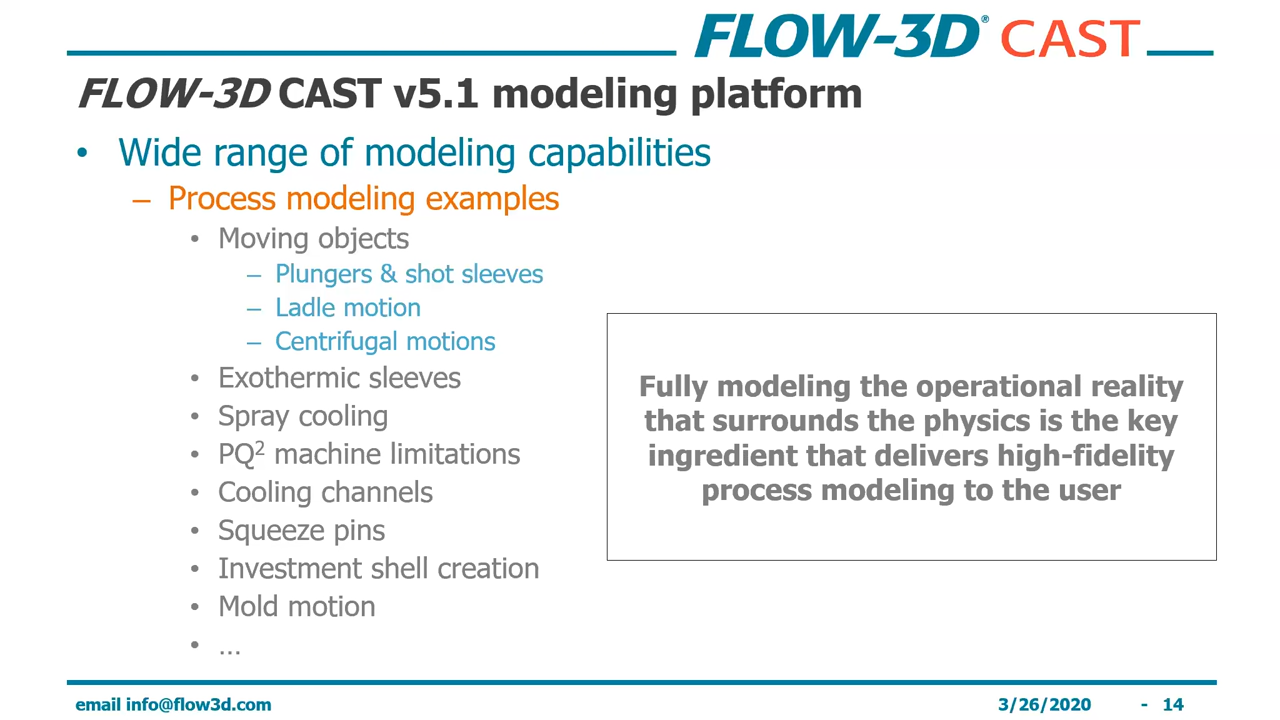 FLOW-3D® CAST
FLOW-3D CAST v5.1 modeling platform
• Wide range of modeling capabilities
– Process modeling examples
• Moving objects
– Plungers & shot sleeves
– Ladle motion
– Centrifugal motions
• Exothermic sleeves
• Spray cooling
• PQ² machine limitations
• Cooling channels
• Squeeze pins
• Investment shell creation
• Mold motion
• ...
Fully modeling the operational reality
that surrounds the physics is the key
ingredient that delivers high-fidelity
process modeling to the user
email info@flow3d.com
3/26/2020 - 14